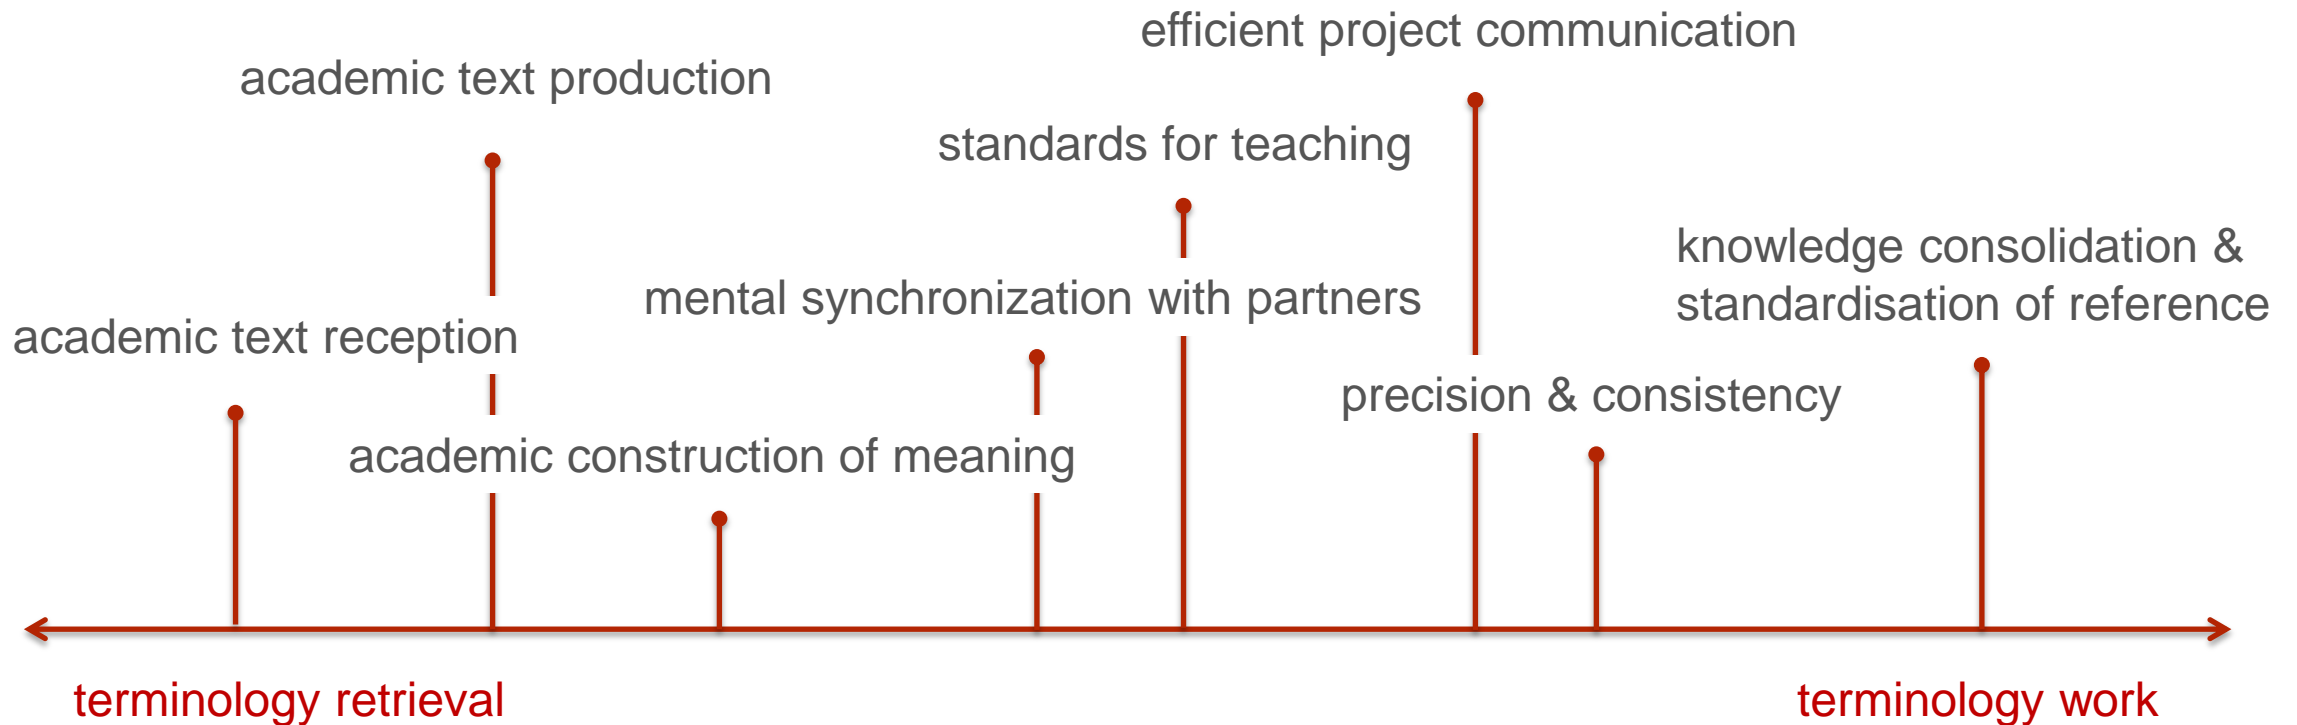 efficient project communication
academic text production
standards for teaching
knowledge consolidation &
standardisation of reference
mental synchronization with partners
academic text reception
precision & consistency
academic construction of meaning
terminology retrieval
terminology work